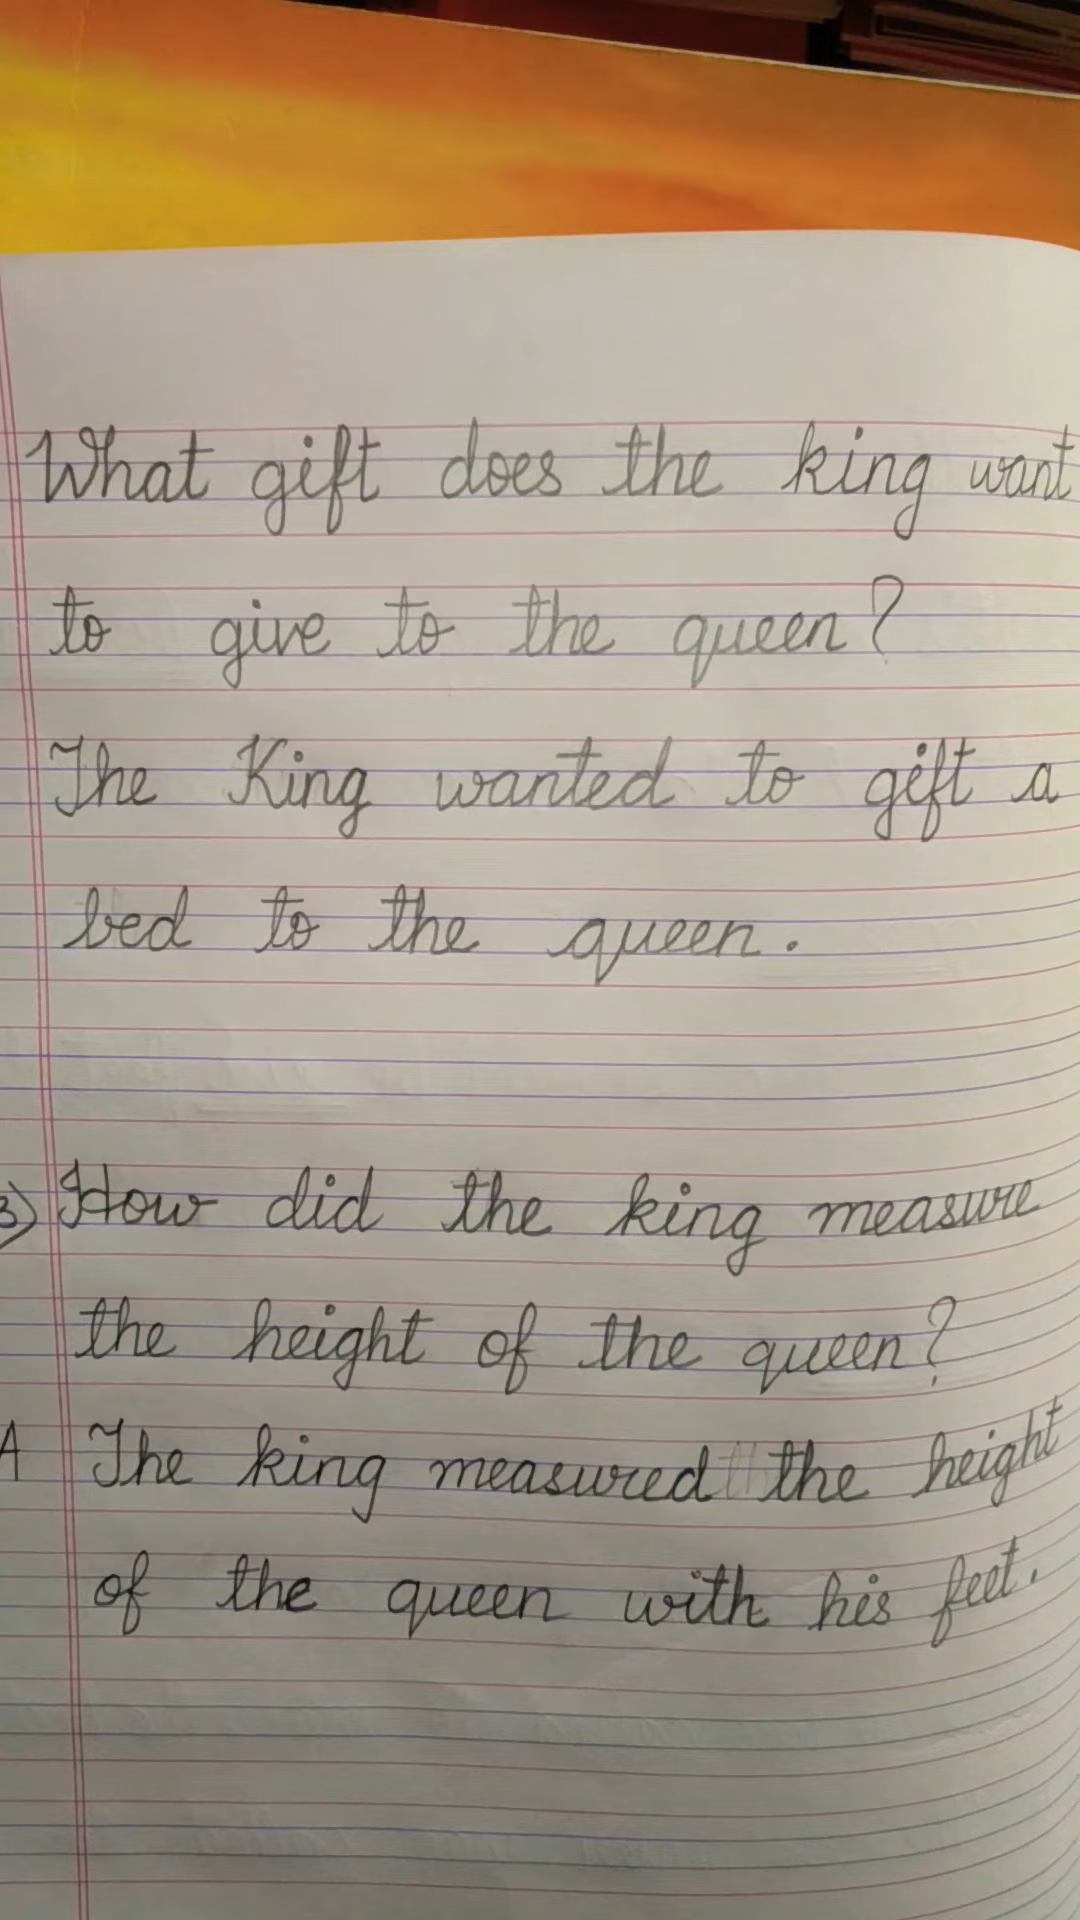 What gift does the king want
to give to the queen?
The King wanted to gift a
bed to the queen.
3) How did the king measure
the height of the queen?
A The king measured the height
of the queen with his feet.